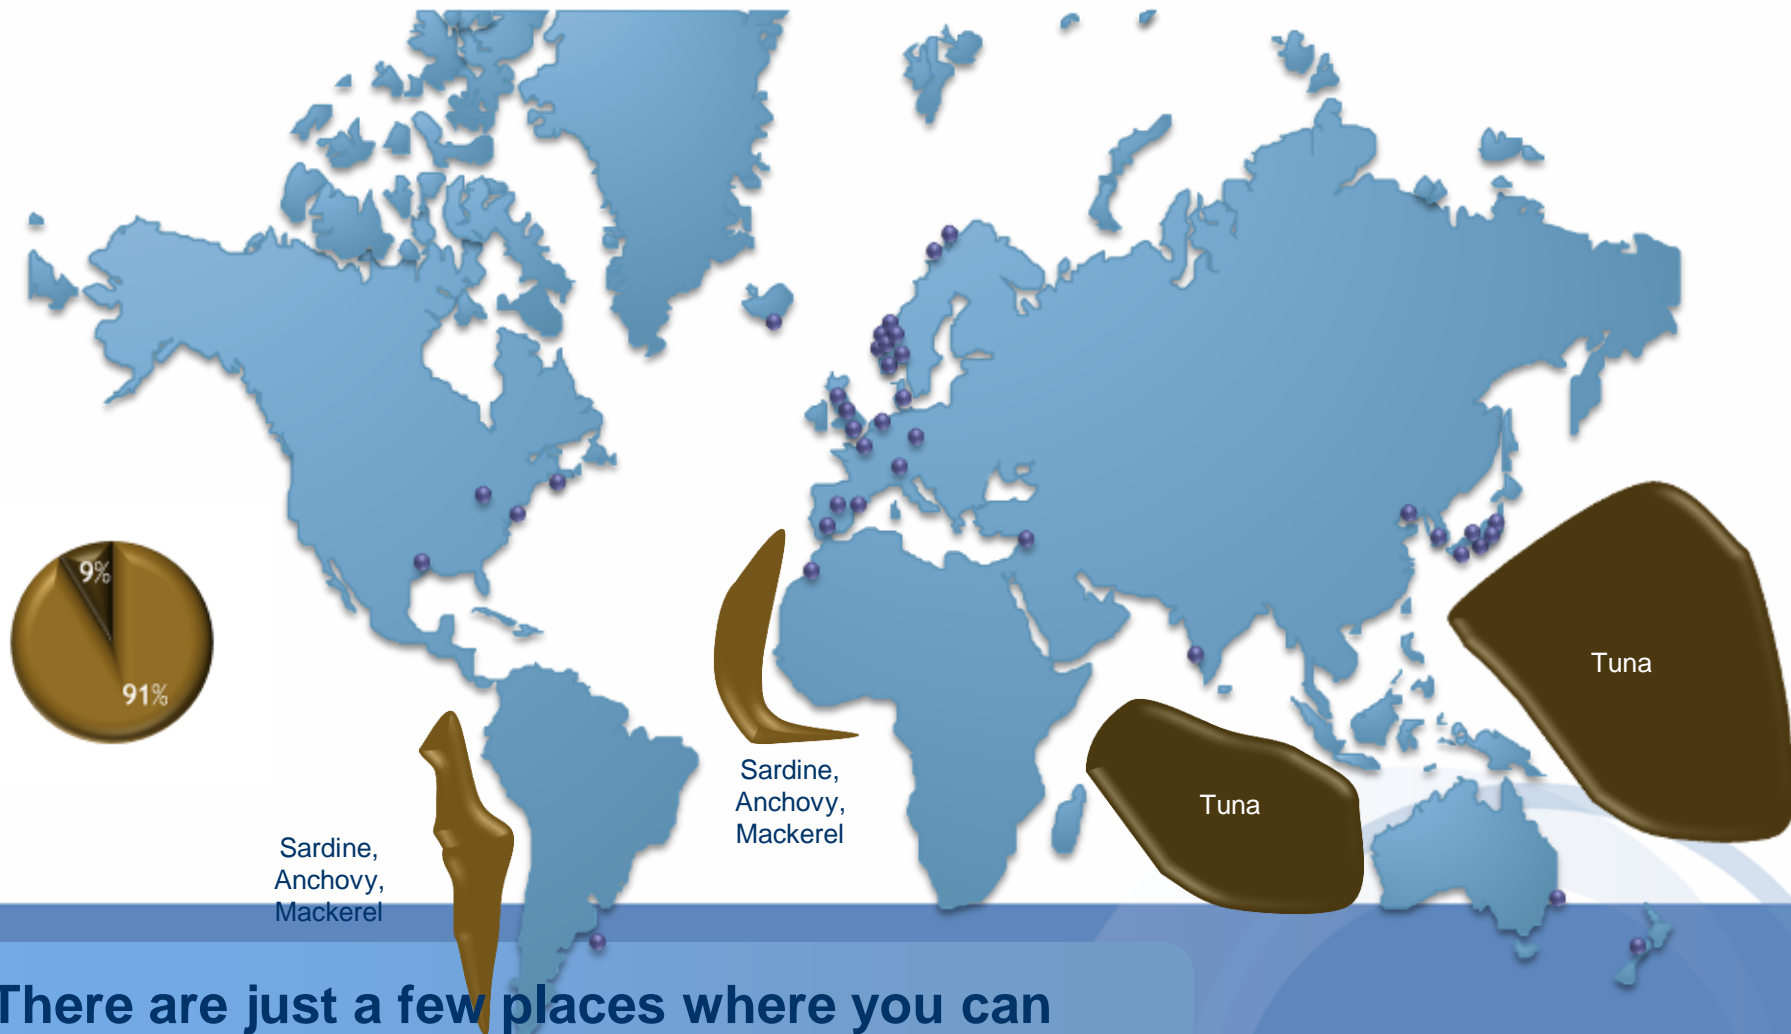 9%
91%
Tuna
Tuna
Sardine,
Anchovy,
Mackerel
Sardine,
Anchovy,
Mackerel
There are just a few places where you can